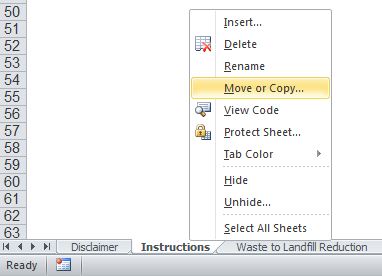 50
51
52
53
54
55
56
57
58
59
60
61
62
63
Insert...
Delete
Rename
Move or Copy...
View Code
Protect Sheet...
Tab Color
Hide
Unhide...
Select All Sheets
Disclaimer Instructions Waste to Landfill Reduction
Ready